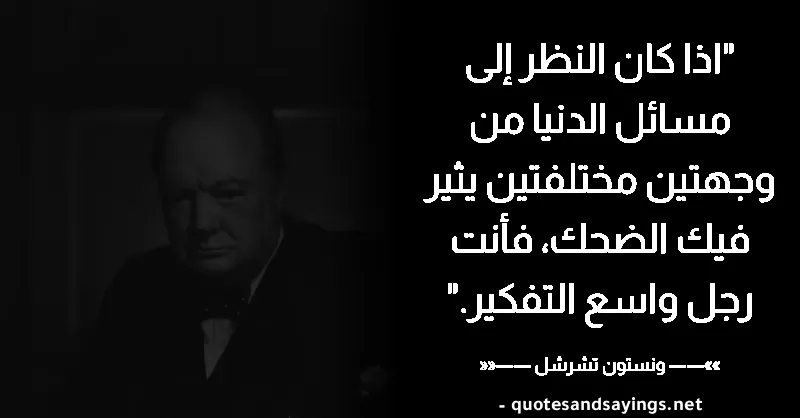 "اذا كان النظر إلى
مسائل الدنيا من
وجهتين مختلفتين يثير
فيك الضحك، فأنت
رجل واسع التفكير."
»»—— ونستون تشرشل ——««
- quotesandsayings.net